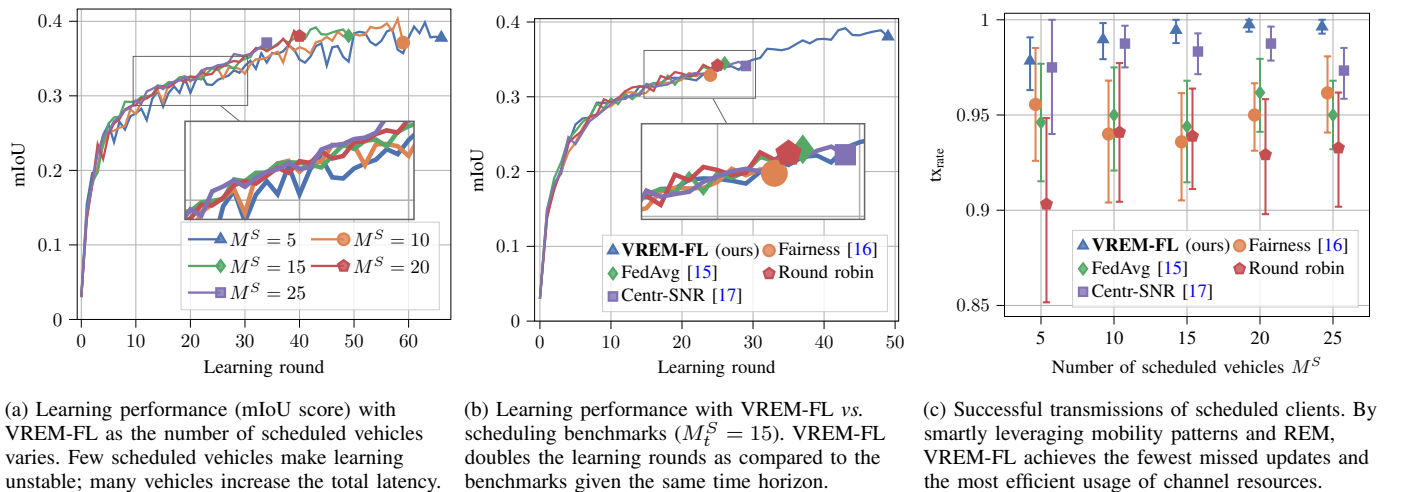 0.4
0.3
0.2
0.1
0
mIoU
0 10 20 30 40 50 60
Learning round
M^S = 5 M^S = 10
M^S = 15 M^S = 20
M^S = 25
(a) Learning performance (mIoU score) with
VREM-FL as the number of scheduled vehicles
varies. Few scheduled vehicles make learning
unstable; many vehicles increase the total latency.
0.4
0.3
0.2
0.1
0
mIoU
0 10 20 30 40 50
Learning round
VREM-FL (ours) Fairness [16]
FedAvg [15] Round robin
Centr-SNR [17]
(b) Learning performance with VREM-FL vs.
scheduling benchmarks (M_t^S = 15). VREM-FL
doubles the learning rounds as compared to the
benchmarks given the same time horizon.
1
0.95
0.9
0.85
tx_rate
5 10 15 20 25
Number of scheduled vehicles M^S
VREM-FL (ours) Fairness [16]
FedAvg [15] Round robin
Centr-SNR [17]
(c) Successful transmissions of scheduled clients. By
smartly leveraging mobility patterns and REM,
VREM-FL achieves the fewest missed updates and
the most efficient usage of channel resources.